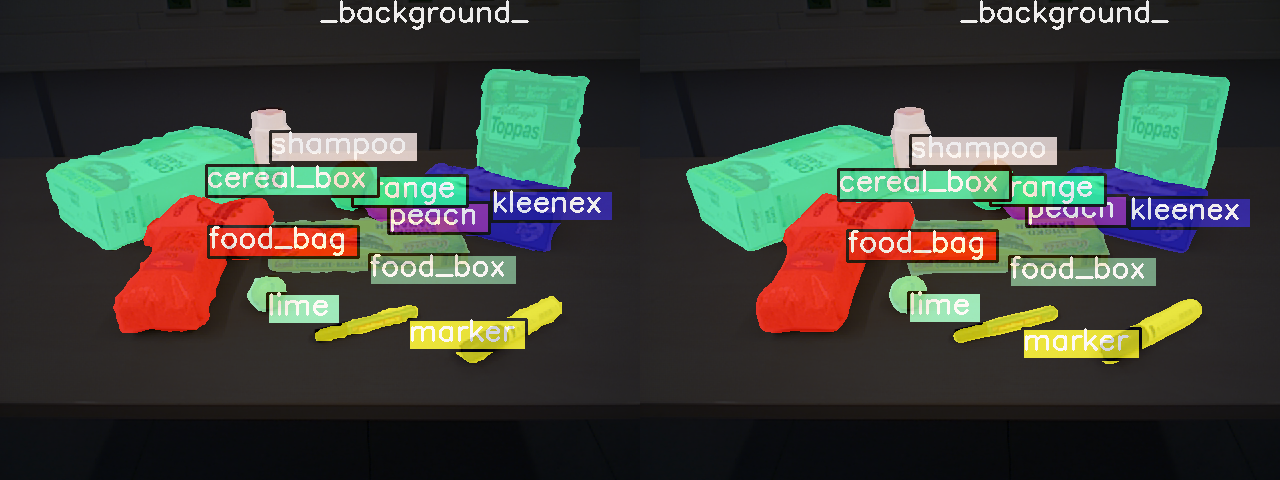 _background_
_background_
Toppas
Toppas
shampoo
shampoo
cereal_box
range
cereal_box
range
peach
kleenex
peach
kleenex
food_bag
food_bag
food_box
food_box
lime
lime
marker
marker